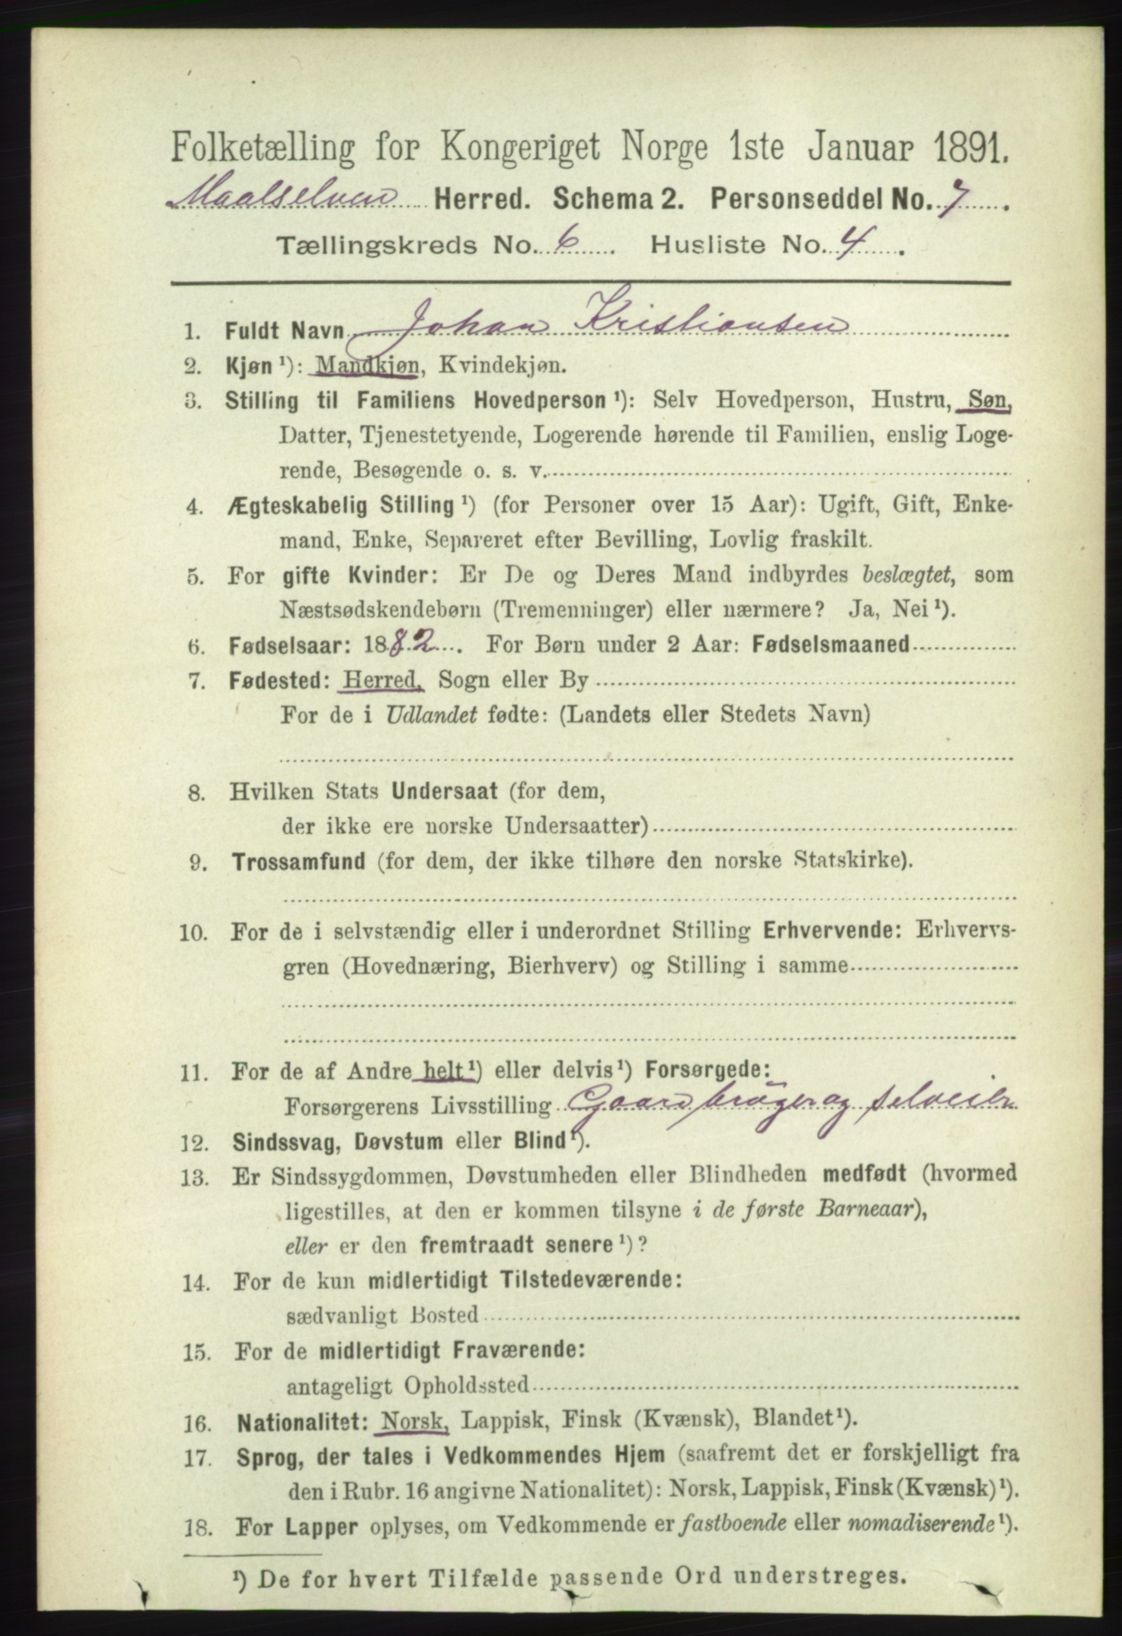 Folketælling for Kongeriget Norge 1ste Januar 1891.
Maalselven Herred. Schema 2. Personseddel No. 7.
Tællingskreds No. 6. Husliste No. 4.
1. Fuldt Navn Johan Kristiansen
2. Kjøn ¹): Mandkjøn, Kvindekjøn.
3. Stilling til Familiens Hovedperson ¹): Selv Hovedperson, Hustru, Søn,
Datter, Tjenestetyende, Logerende hørende til Familien, enslig Loge-
rende, Besøgende o. s. v.
4. Ægteskabelig Stilling ¹) (for Personer over 15 Aar): Ugift, Gift, Enke-
mand, Enke, Separeret efter Bevilling, Lovlig fraskilt.
5. For gifte Kvinder: Er De og Deres Mand indbyrdes beslægtet, som
Næstsødskendebørn (Tremenninger) eller nærmere? Ja, Nei ¹).
6. Fødselsaar: 1882. For Børn under 2 Aar: Fødselsmaaned
7. Fødested: Herred, Sogn eller By
For de i Udlandet fødte: (Landets eller Stedets Navn)
8. Hvilken Stats Undersaat (for dem,
der ikke ere norske Undersaatter)
9. Trossamfund (for dem, der ikke tilhøre den norske Statskirke).
10. For de i selvstændig eller i underordnet Stilling Erhvervende: Erhvervs-
gren (Hovednæring, Bierhverv) og Stilling i samme
11. For de af Andre helt ¹) eller delvis ¹) Forsørgede:
Forsørgerens Livsstilling Gaardbrüger og selveier
12. Sindssvag, Døvstum eller Blind ¹).
13. Er Sindssygdommen, Døvstumheden eller Blindheden medfødt (hvormed
ligestilles, at den er kommen tilsyne i de første Barneaar),
eller er den fremtraadt senere ¹)?
14. For de kun midlertidigt Tilstedeværende:
sædvanligt Bosted
15. For de midlertidigt Fraværende:
antageligt Opholdssted
16. Nationalitet: Norsk, Lappisk, Finsk (Kvænsk), Blandet ¹).
17. Sprog, der tales i Vedkommendes Hjem (saafremt det er forskjelligt fra
den i Rubr. 16 angivne Nationalitet): Norsk, Lappisk, Finsk (Kvænsk) ¹).
18. For Lapper oplyses, om Vedkommende er fastboende eller nomadiserende ¹).
¹) De for hvert Tilfælde passende Ord understreges.